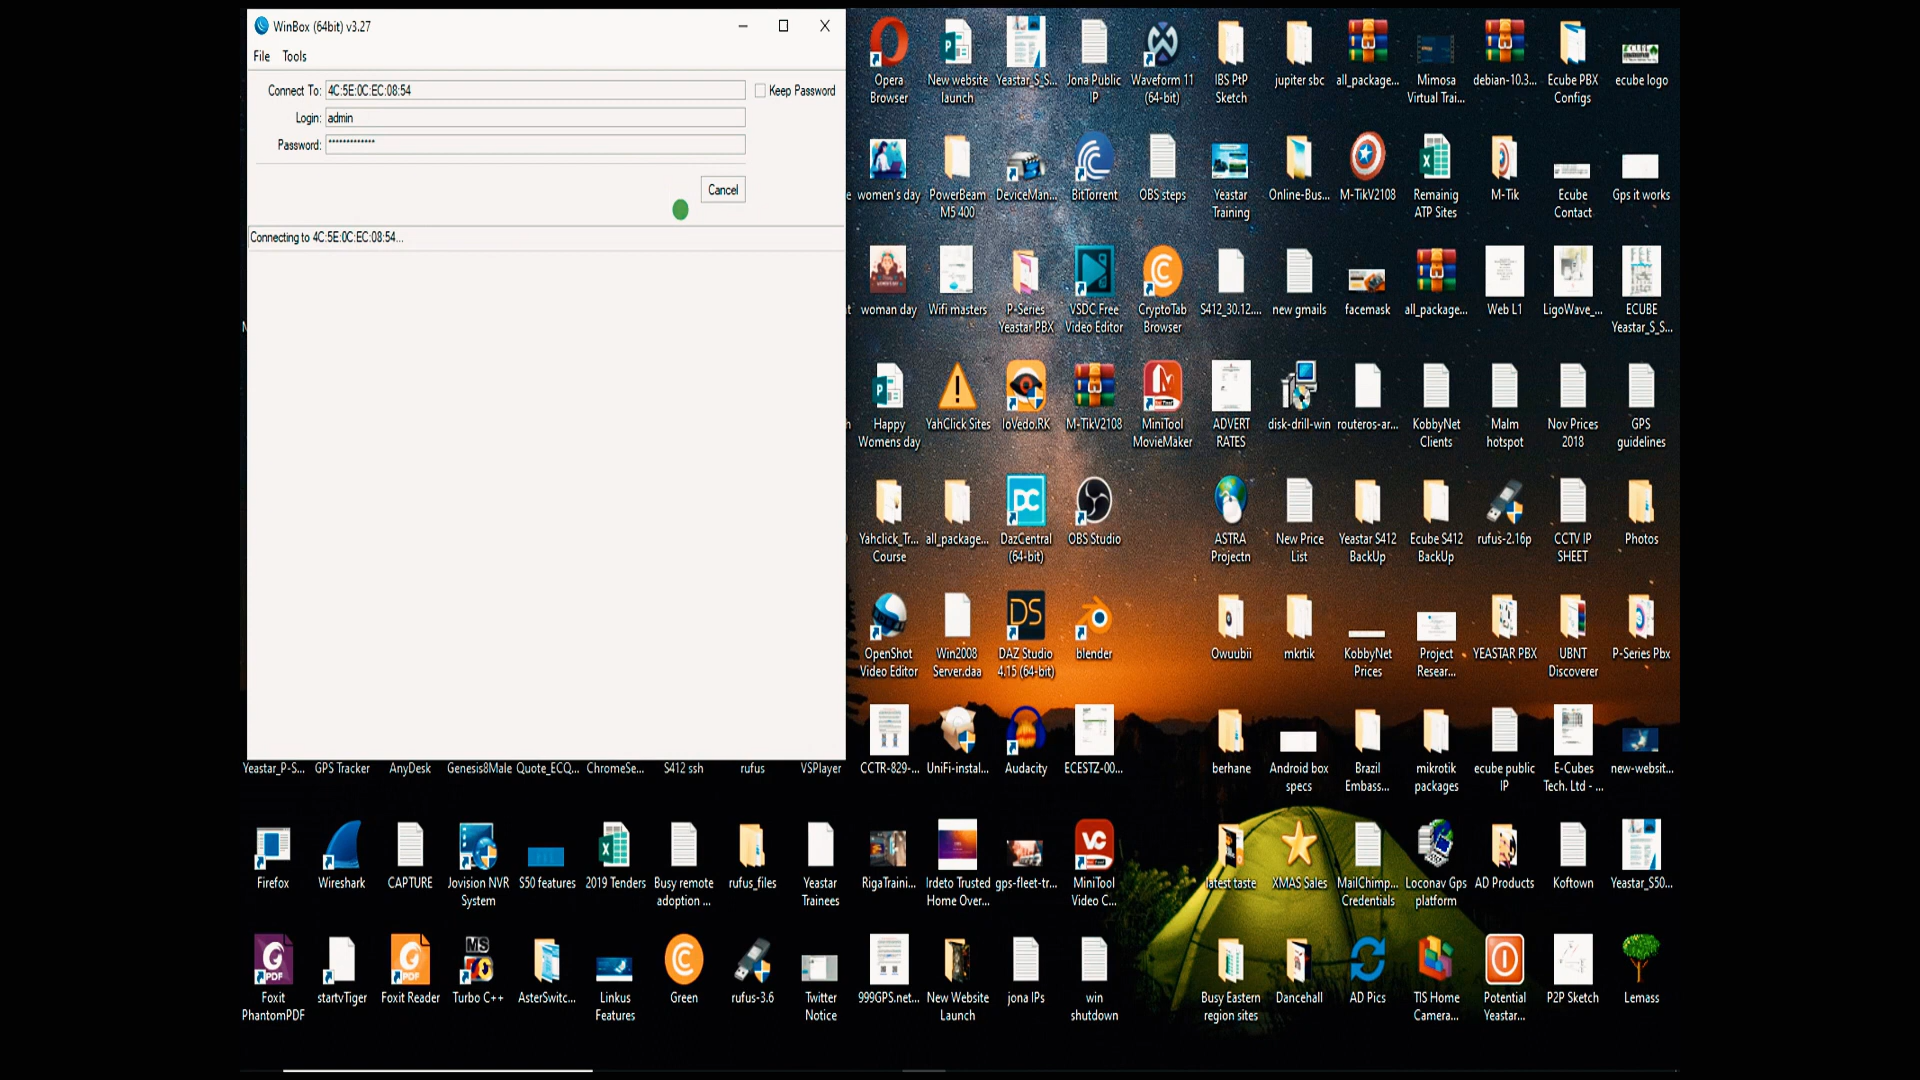 WinBox (64bit) v3.27
File Tools
Connect To: 4C:5E:0C:EC:08:54
Keep Password
Login: admin
Password: *************
Cancel
Connecting to 4C:5E:0C:EC:08:54...
Opera Browser
New website launch
Yeastar_S_S...
Jona Public IP
Waveform 11 (64-bit)
IBS PtP Sketch
jupiter sbc
all_package...
Mimosa Virtual Trai...
debian-10.3...
Ecube PBX Configs
ecube logo
women's day
PowerBeam M5 400
DeviceMan...
BitTorrent
OBS steps
Yeastar Training
Online-Bus...
M-TikV2108
Remainig ATP Sites
M-Tik
Ecube Contact
Gps it works
woman day
Wifi masters
P-Series Yeastar PBX
VSDC Free Video Editor
CryptoTab Browser
S412_30.12....
new gmails
facemask
all_package...
Web L1
LigoWave_...
ECUBE Yeastar_S_S...
Happy Womens day
YahClick Sites
IoVedo.RK
M-TikV2108
MiniTool MovieMaker
ADVERT RATES
disk-drill-win
routeros-ar...
KobbyNet Clients
Malm hotspot
Nov Prices 2018
GPS guidelines
Yahclick_Tr... Course
all_package...
DazCentral (64-bit)
OBS Studio
ASTRA Projectn
New Price List
Yeastar S412 BackUp
Ecube S412 BackUp
rufus-2.16p
CCTV IP SHEET
Photos
OpenShot Video Editor
Win2008 Server.daa
DAZ Studio 4.15 (64-bit)
blender
Owuubii
mkrtik
KobbyNet Prices
Project Resear...
YEASTAR PBX
UBNT Discoverer
P-Series Pbx
Yeastar_P-S...
GPS Tracker
AnyDesk
Genesis8Male
Quote_ECQ...
ChromeSe...
S412 ssh
rufus
VSPlayer
CCTR-829-...
UniFi-instal...
Audacity
ECESTZ-00...
berhane
Android box specs
Brazil Embass...
mikrotik packages
ecube public IP
E-Cubes Tech. Ltd - ...
new-websit...
Firefox
Wireshark
CAPTURE
Jovision NVR System
S50 features
2019 Tenders
Busy remote adoption ...
rufus_files
Yeastar Trainees
RigaTraini...
Irdeto Trusted Home Over...
gps-fleet-tr...
MiniTool Video C...
latest taste
XMAS Sales
MailChimp... Credentials
Loconav Gps platform
AD Products
Koftown
Yeastar_S50...
Foxit PhantomPDF
startvTiger
Foxit Reader
Turbo C++
AsterSwitc...
Linkus Features
Green
rufus-3.6
Twitter Notice
999GPS.net...
New Website Launch
jona IPs
win shutdown
Busy Eastern region sites
Dancehall
AD Pics
TIS Home Camera...
Potential Yeastar...
P2P Sketch
Lemass